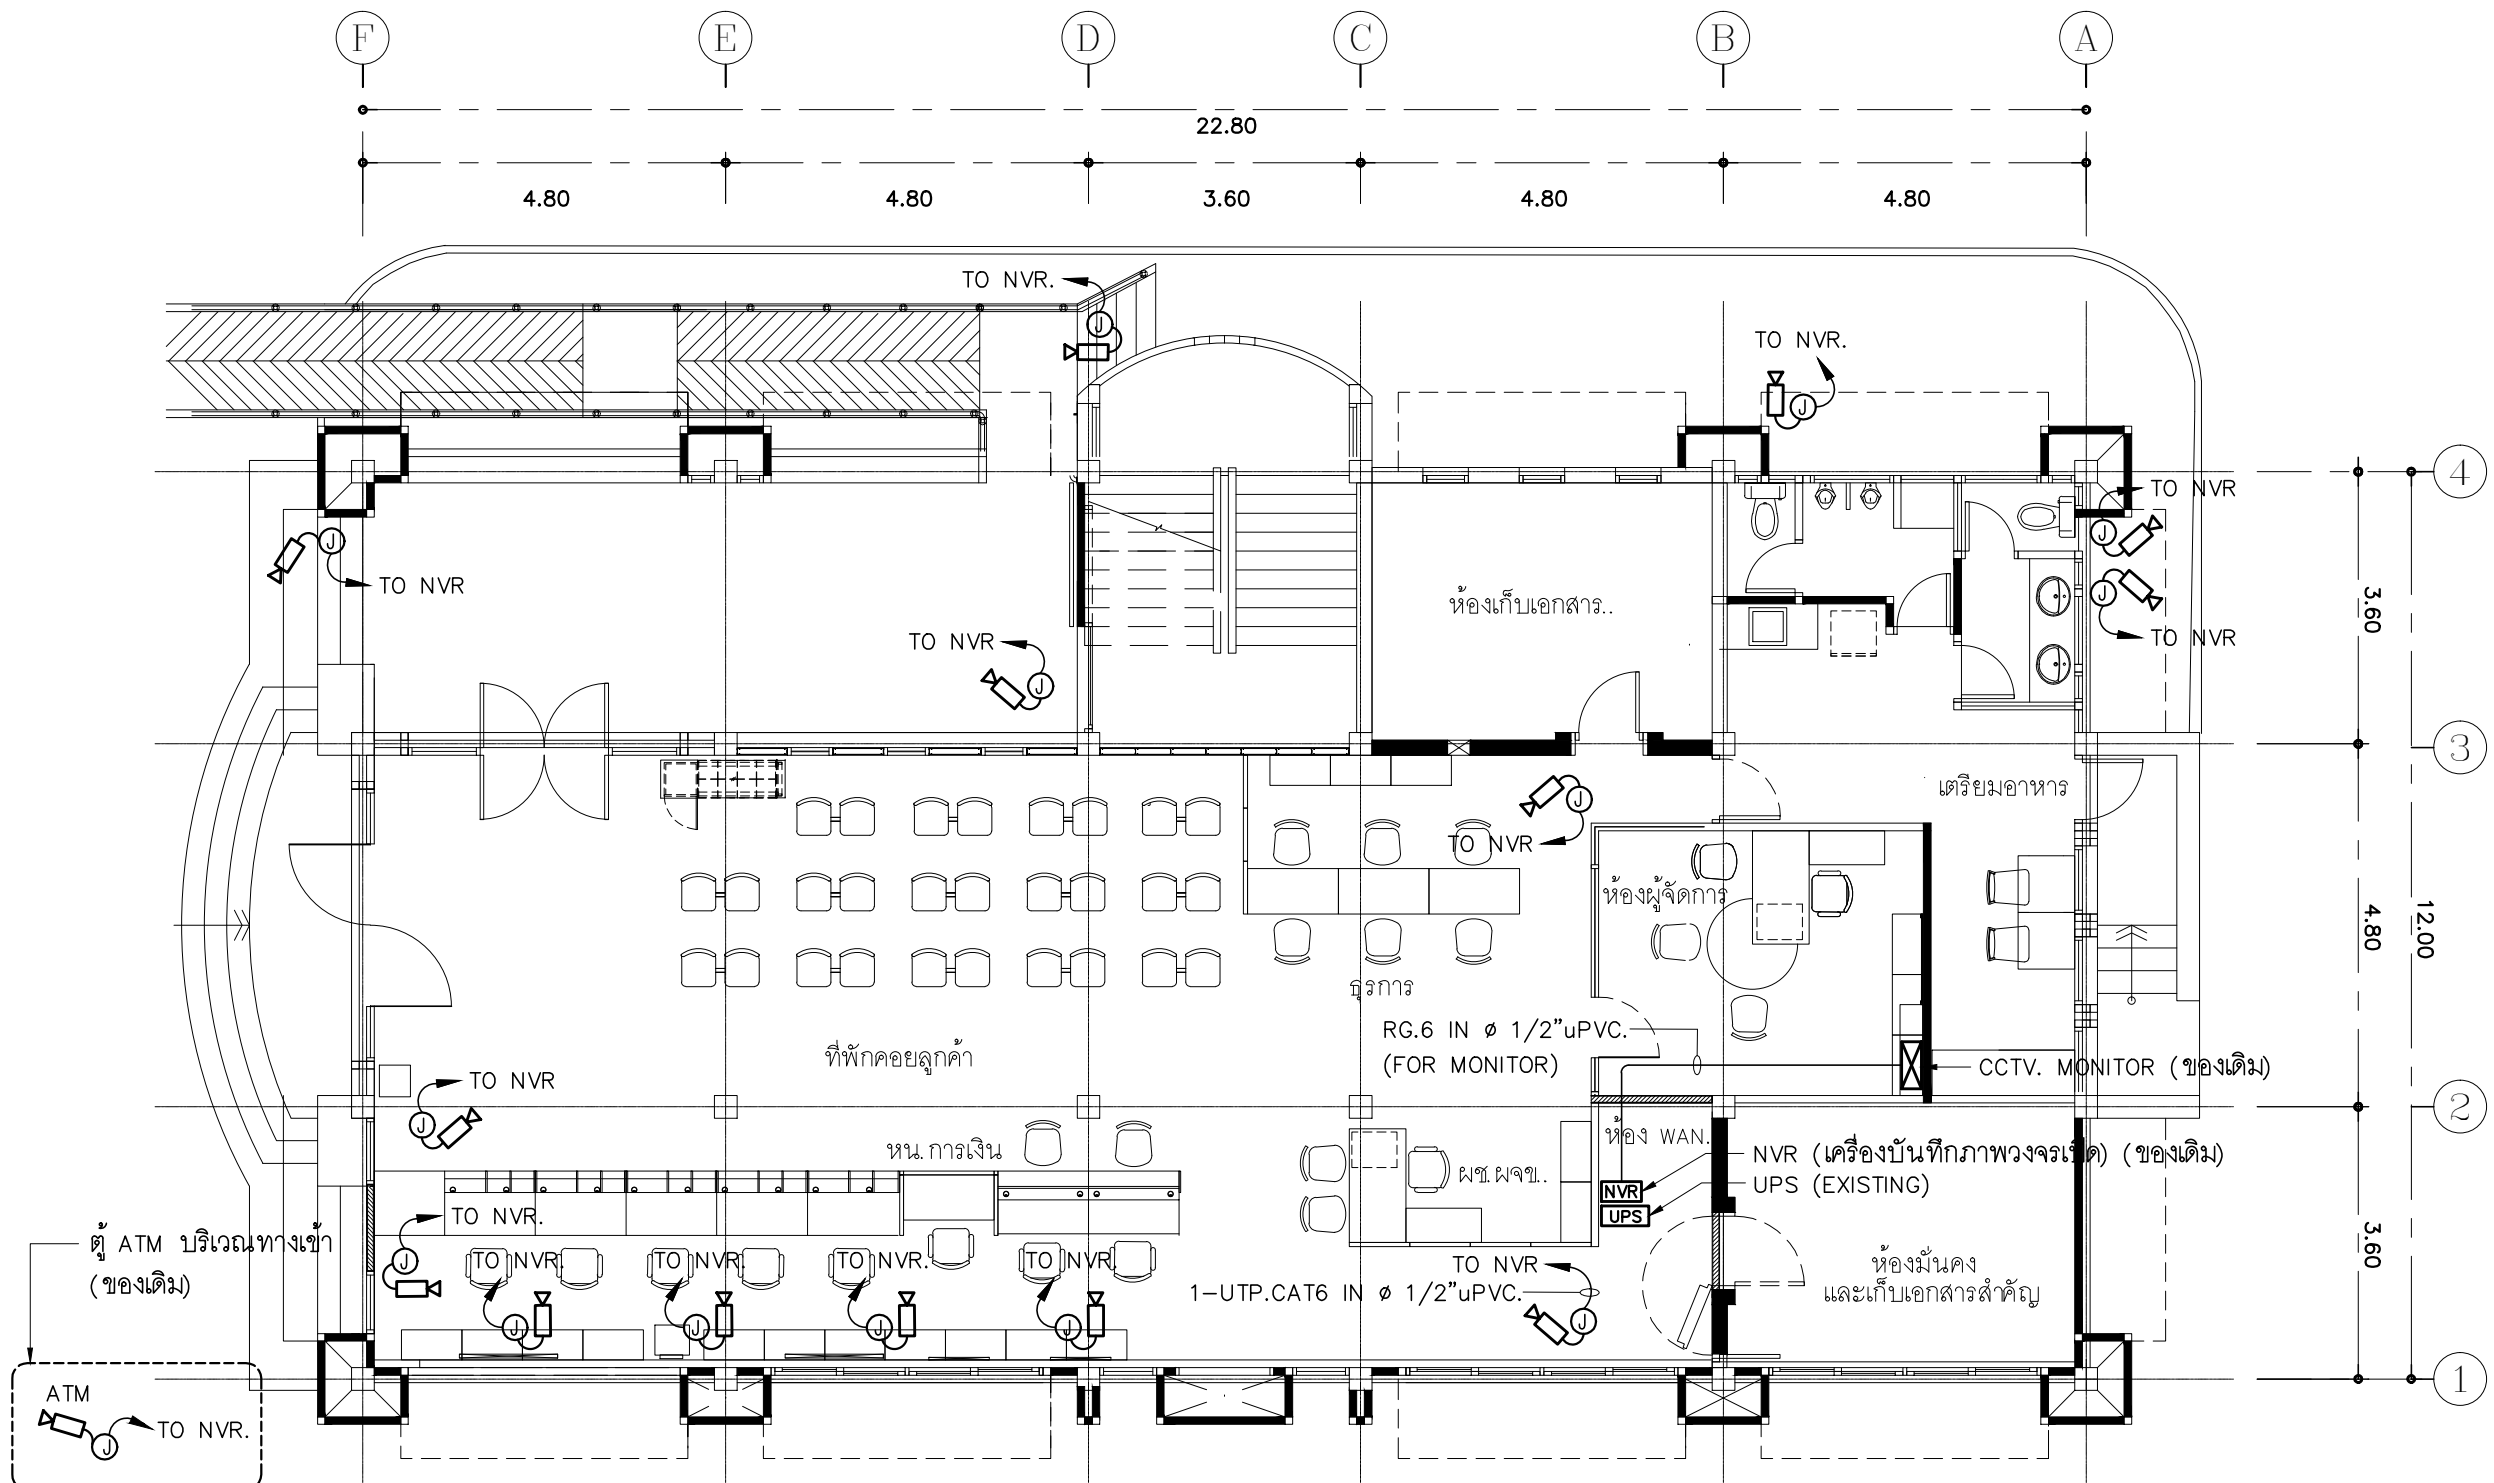 F
E
D
C
B
A
22.80
4.80
4.80
3.60
4.80
4.80
TO NVR.
J
TO NVR.
J
4
TO NVR
J
J
TO NVR
J
TO NVR
3.60
ห้องเก็บเอกสาร..
TO NVR
J
3
เตรียมอาหาร
J
TO NVR
ห้องผู้จัดการ
4.80
12.00
ธุรการ
RG.6 IN ø 1/2"uPVC.
(FOR MONITOR)
ที่พักคอยลูกค้า
CCTV. MONITOR (ของเดิม)
TO NVR
J
2
หน.การเงิน
ห้อง WAN.
NVR (เครื่องบันทึกภาพวงจรเปิด) (ของเดิม)
ผช.ผจข..
UPS (EXISTING)
NVR
UPS
TO NVR.
J
ตู้ ATM บริเวณทางเข้า
(ของเดิม)
TO NVR.
TO NVR.
TO NVR.
TO NVR.
TO NVR
ห้องมั่นคง
และเก็บเอกสารสำคัญ
3.60
1-UTP.CAT6 IN ø 1/2"uPVC.
J
J
J
J
J
1
ATM
J
TO NVR.